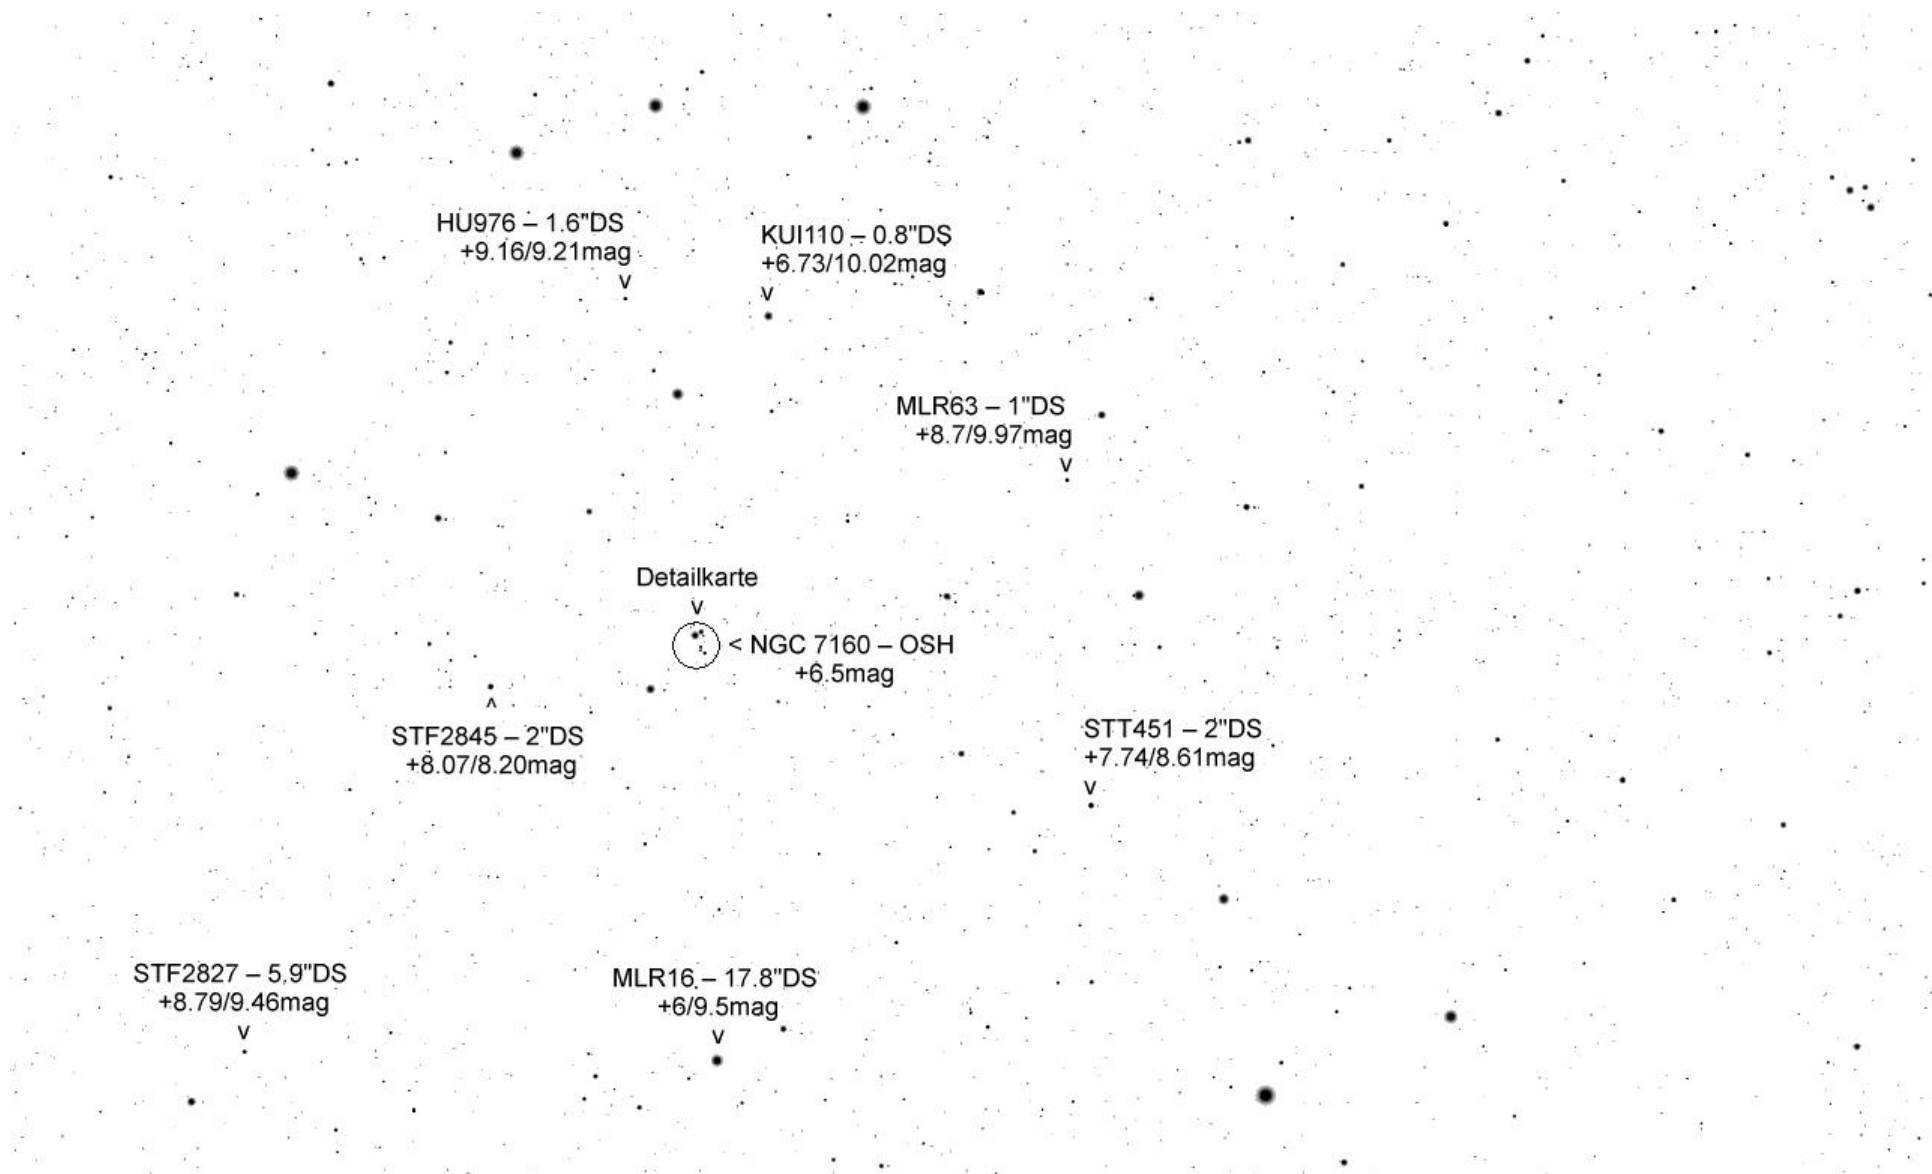 HU976 – 1.6"DS
+9.16/9.21mag
v
KUI110 – 0.8"DS
+6.73/10.02mag
v
MLR63 – 1"DS
+8.7/9.97mag
v
Detailkarte
v
< NGC 7160 – OSH
+6.5mag
^
STF2845 – 2"DS
+8.07/8.20mag
STT451 – 2"DS
+7.74/8.61mag
v
STF2827 – 5,9"DS
+8.79/9.46mag
v
MLR16 – 17.8"DS
+6/9.5mag
v